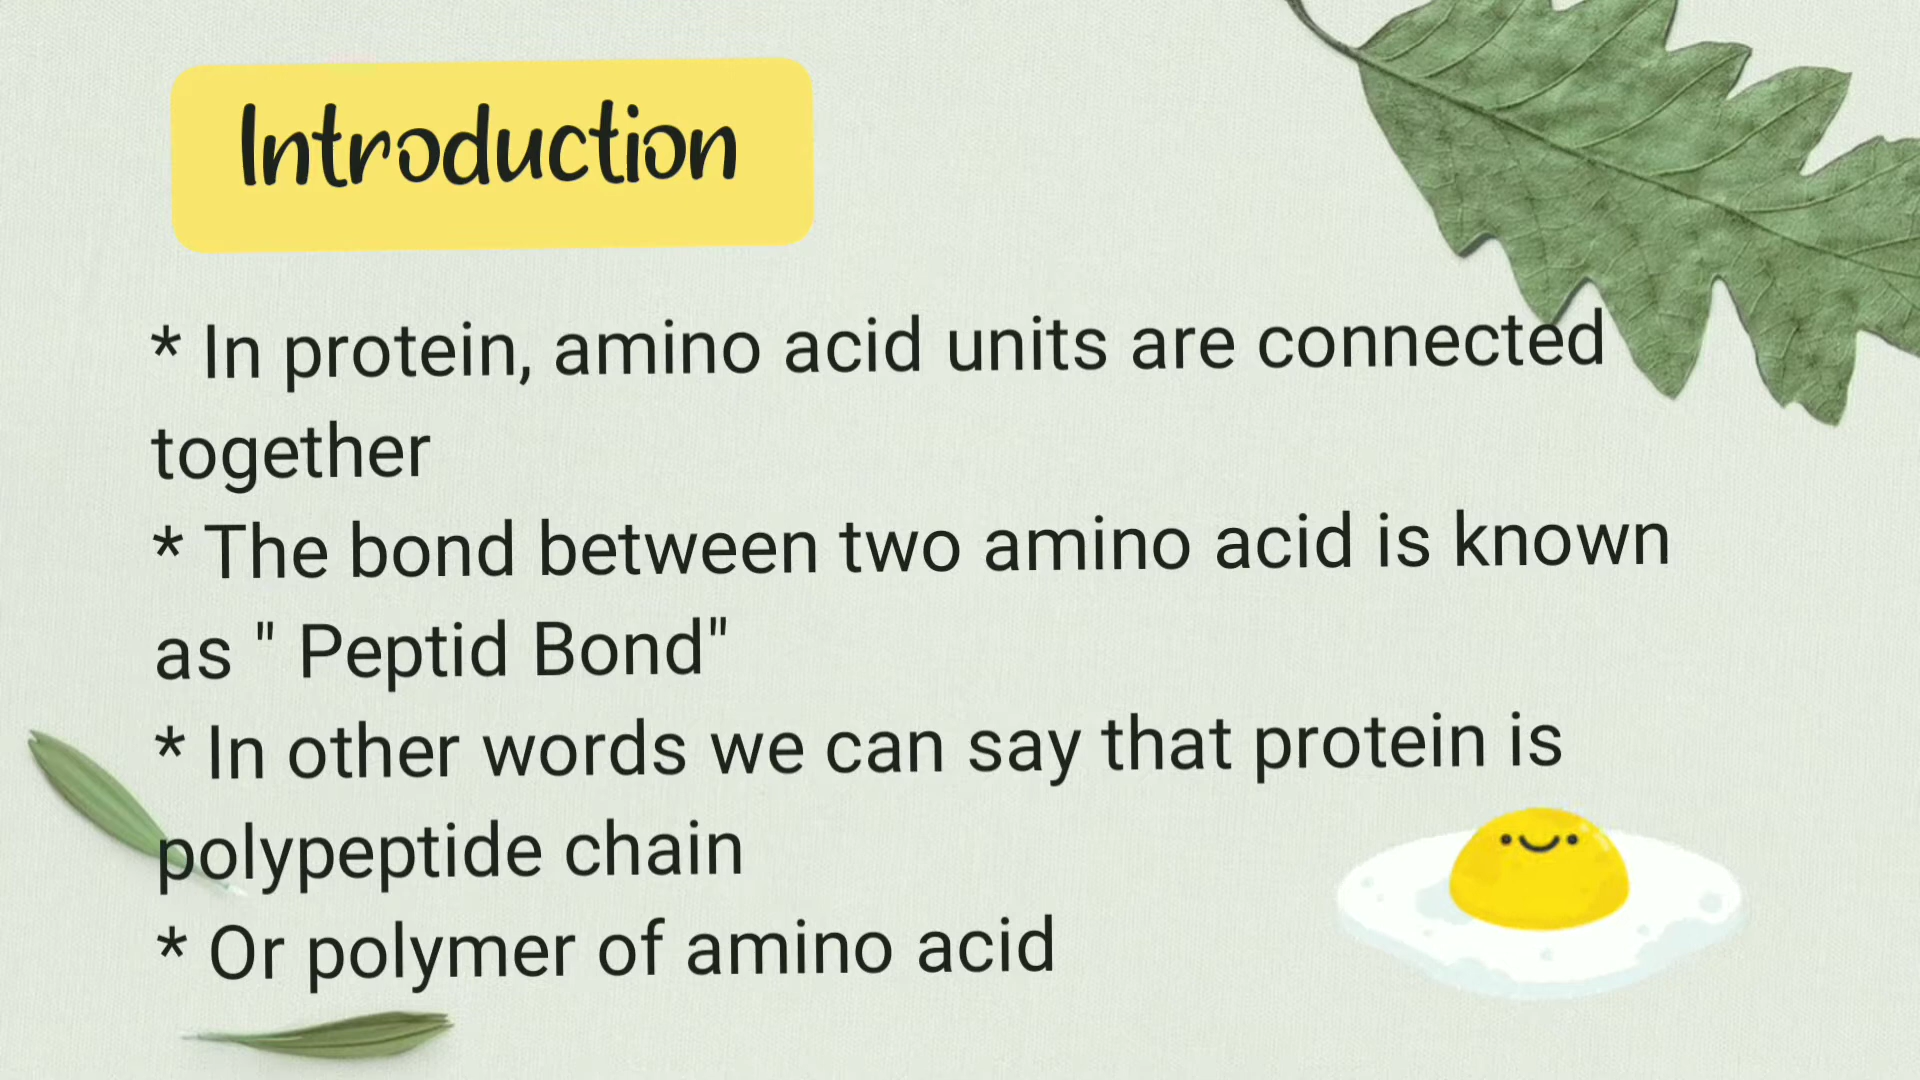 Introduction
* In protein, amino acid units are connected
together
* The bond between two amino acid is known
as " Peptid Bond"
* In other words we can say that protein is
polypeptide chain
* Or polymer of amino acid